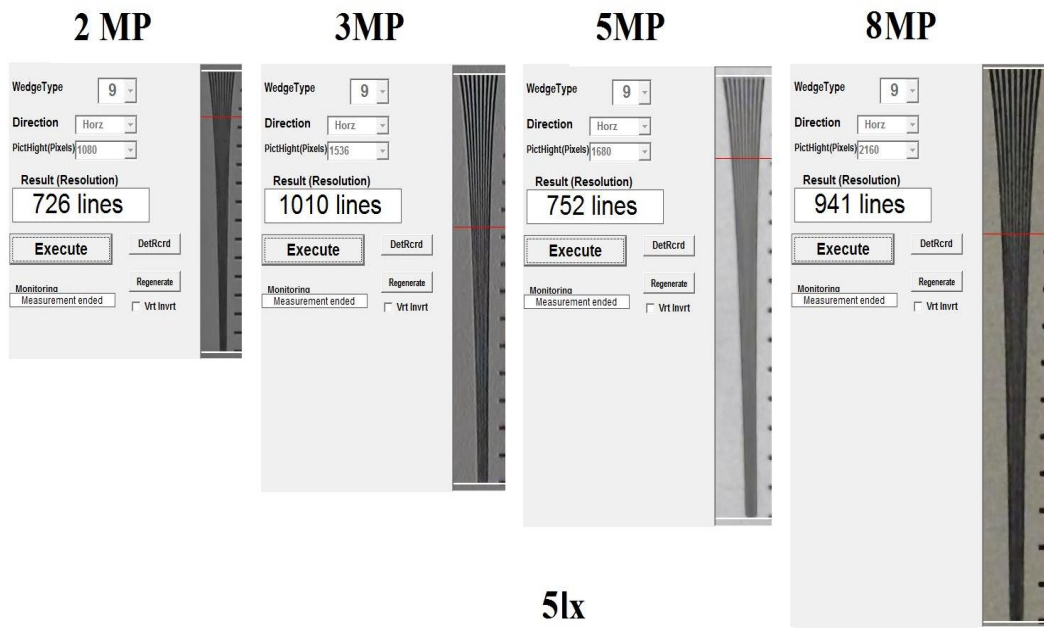 2 MP
WedgeType 9
Direction Horz
PictHight(Pixels) 1080
Result (Resolution)
726 lines
Execute DetRcrd
Regenerate
Monitoring
Measurement ended Vrt Invrt
3MP
WedgeType 9
Direction Horz
PictHight(Pixels) 1536
Result (Resolution)
1010 lines
Execute DetRcrd
Regenerate
Monitoring
Measurement ended Vrt Invrt
5MP
WedgeType 9
Direction Horz
PictHight(Pixels) 1680
Result (Resolution)
752 lines
Execute DetRcrd
Regenerate
Monitoring
Measurement ended Vrt Invrt
8MP
WedgeType 9
Direction Horz
PictHight(Pixels) 2160
Result (Resolution)
941 lines
Execute DetRcrd
Regenerate
Monitoring
Measurement ended Vrt Invrt
5lx